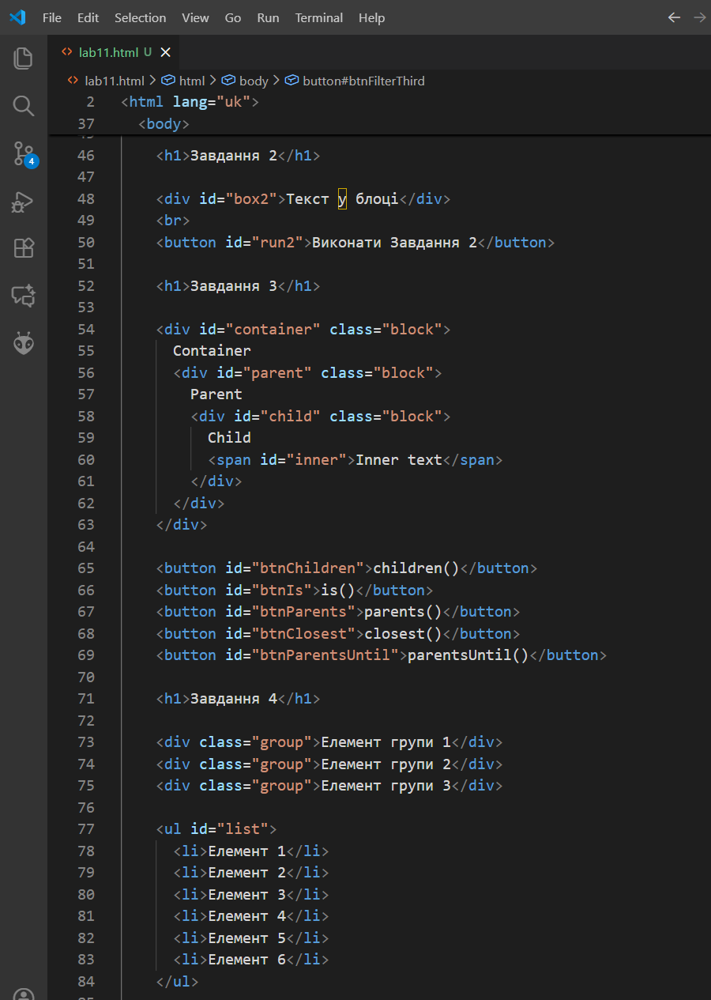 File Edit Selection View Go Run Terminal Help
lab11.html U
lab11.html > html > body > button#btnFilterThird
2 <html lang="uk">
37 <body>
46 <h1>Завдання 2</h1>
47
48 <div id="box2">Текст у блоці</div>
49 <br>
50 <button id="run2">Виконати Завдання 2</button>
51
52 <h1>Завдання 3</h1>
53
54 <div id="container" class="block">
55 Container
56 <div id="parent" class="block">
57 Parent
58 <div id="child" class="block">
59 Child
60 <span id="inner">Inner text</span>
61 </div>
62 </div>
63 </div>
64
65 <button id="btnChildren">children()</button>
66 <button id="btnIs">is()</button>
67 <button id="btnParents">parents()</button>
68 <button id="btnClosest">closest()</button>
69 <button id="btnParentsUntil">parentsUntil()</button>
70
71 <h1>Завдання 4</h1>
72
73 <div class="group">Елемент групи 1</div>
74 <div class="group">Елемент групи 2</div>
75 <div class="group">Елемент групи 3</div>
76
77 <ul id="list">
78 <li>Елемент 1</li>
79 <li>Елемент 2</li>
80 <li>Елемент 3</li>
4 81 <li>Елемент 4</li>
82 <li>Елемент 5</li>
83 <li>Елемент 6</li>
84 </ul>